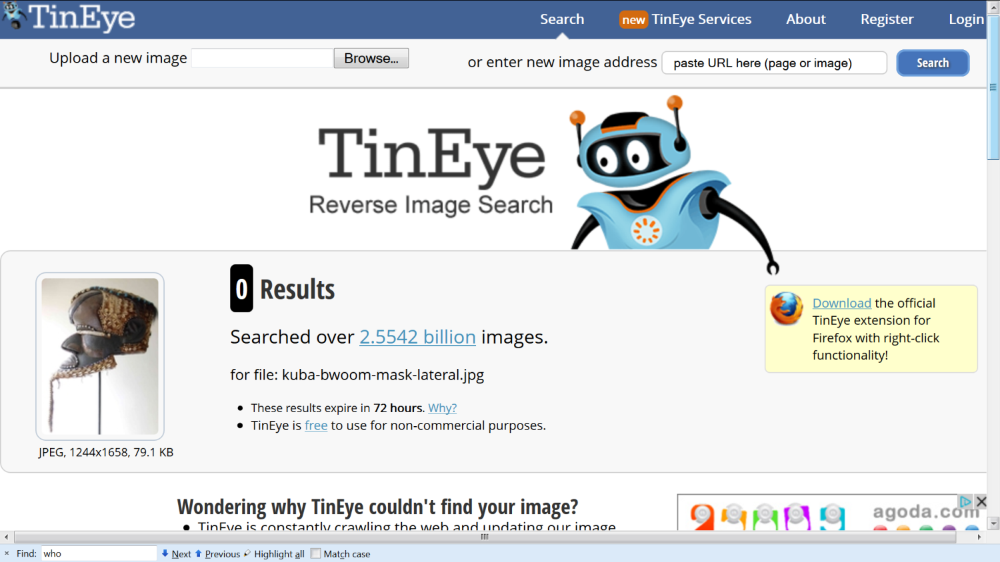 TinEye
Search
new TinEye Services
About
Register
Login
Upload a new image
Browse...
or enter new image address
paste URL here (page or image)
Search
TinEye
Reverse Image Search
0 Results
Searched over 2.5542 billion images.
for file: kuba-bwoom-mask-lateral.jpg
These results expire in 72 hours. Why?
TinEye is free to use for non-commercial purposes.
JPEG, 1244x1658, 79.1 KB
Download the official
TinEye extension for
Firefox with right-click
functionality!
Wondering why TinEye couldn't find your image?
TinEye is constantly crawling the web and updating our image
agoda.com
Find: who Next Previous Highlight all Match case